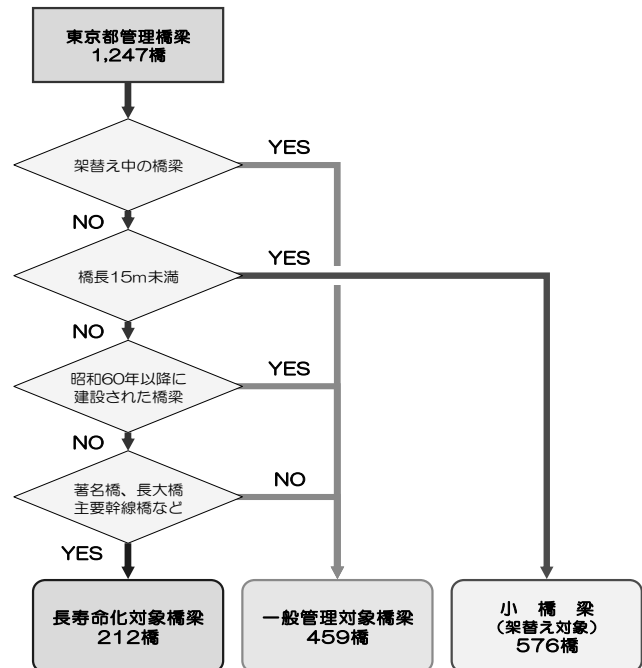 東京都管理橋梁
1,247橋
架替え中の橋梁
YES
NO
橋長15m未満
YES
NO
昭和60年以降に
建設された橋梁
YES
NO
著名橋、長大橋
主要幹線橋など
NO
YES
長寿命化対象橋梁
212橋
一般管理対象橋梁
459橋
小 橋 梁
(架替え対象)
576橋